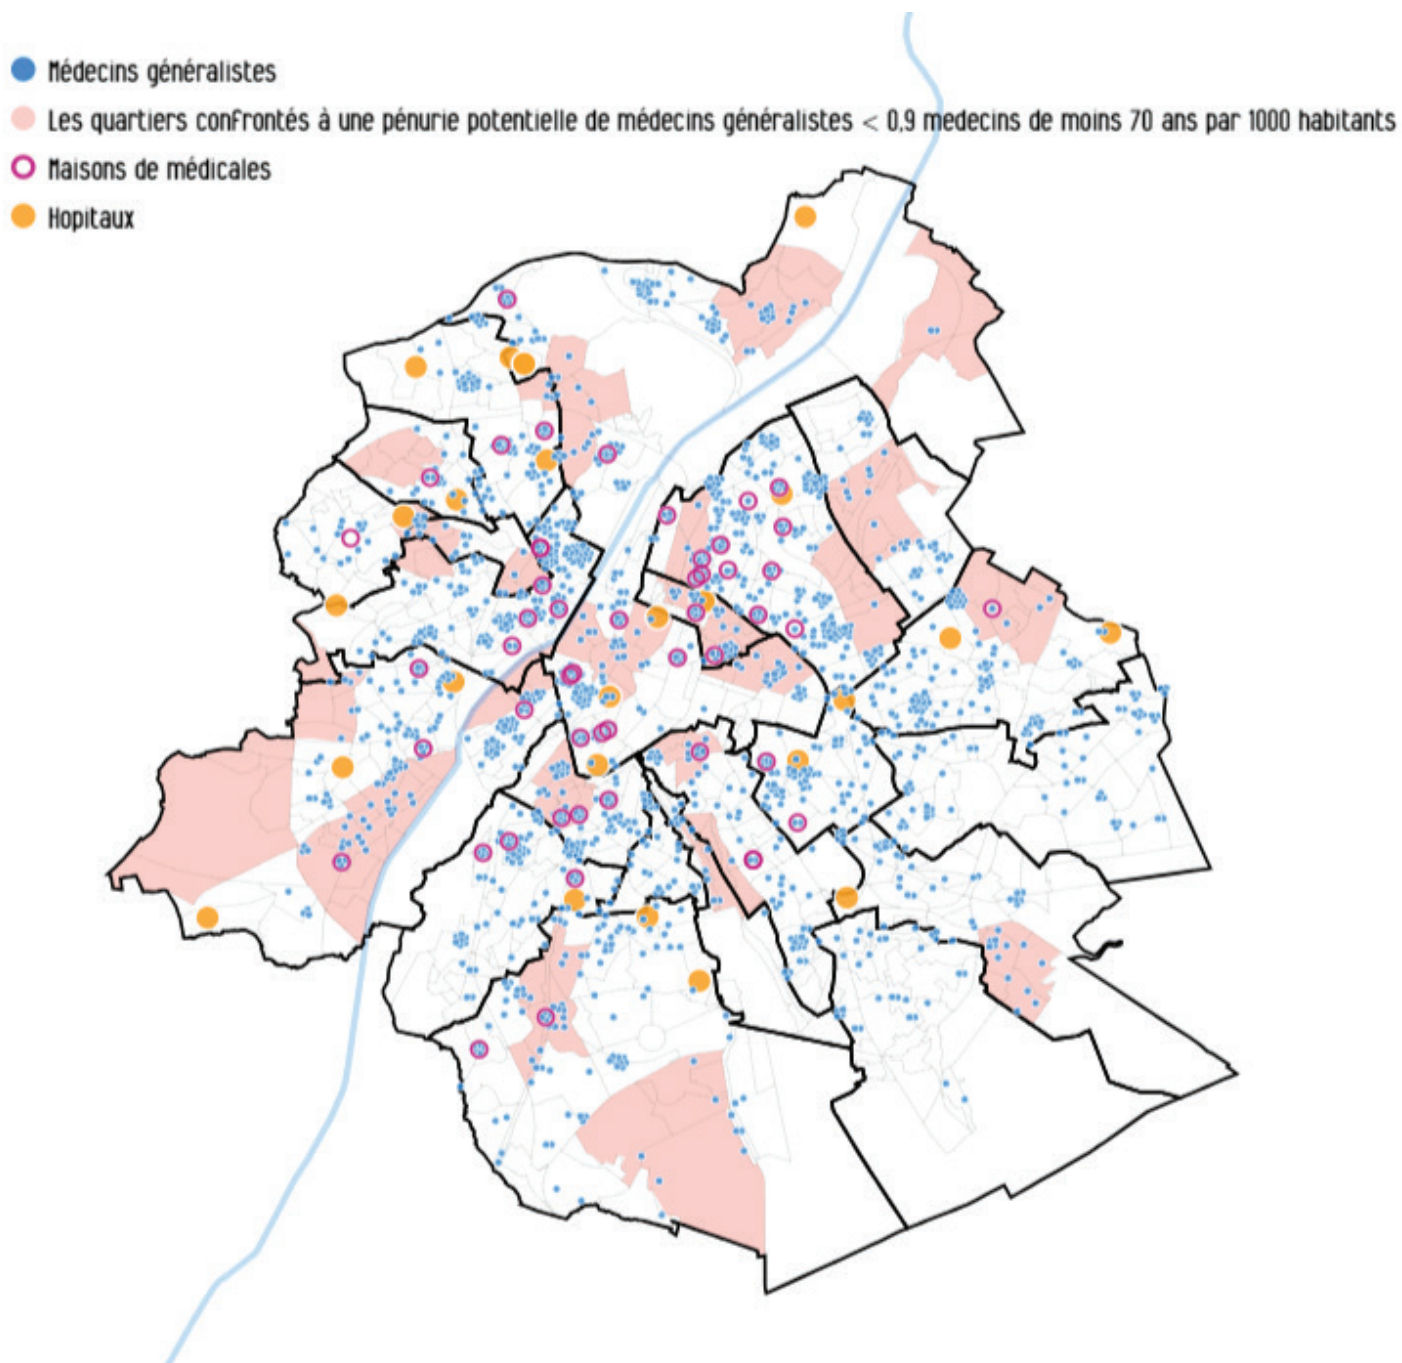 Médecins généralistes
Les quartiers confrontés à une pénurie potentielle de médecins généralistes < 0,9 medecins de moins 70 ans par 1000 habitants
Maisons de médicales
Hopitaux